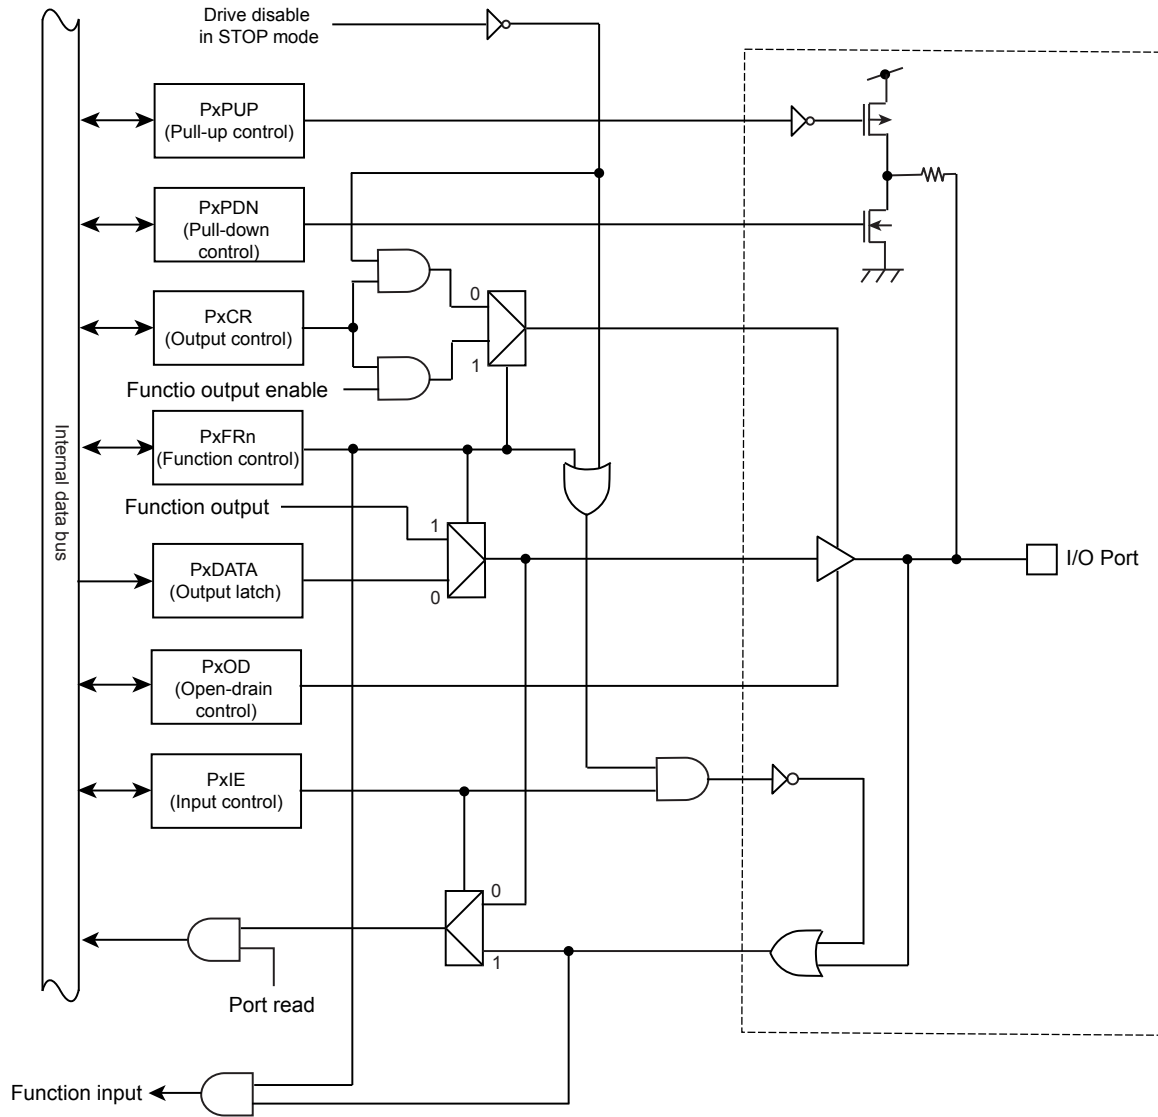 Drive disable
in STOP mode
PxPUP
(Pull-up control)
PxPDN
(Pull-down
control)
PxCR
(Output control)
0
1
Functio output enable
PxFRn
(Function control)
Internal data bus
Function output
1
PxDATA
(Output latch)
0
I/O Port
PxOD
(Open-drain
control)
PxIE
(Input control)
0
1
Port read
Function input